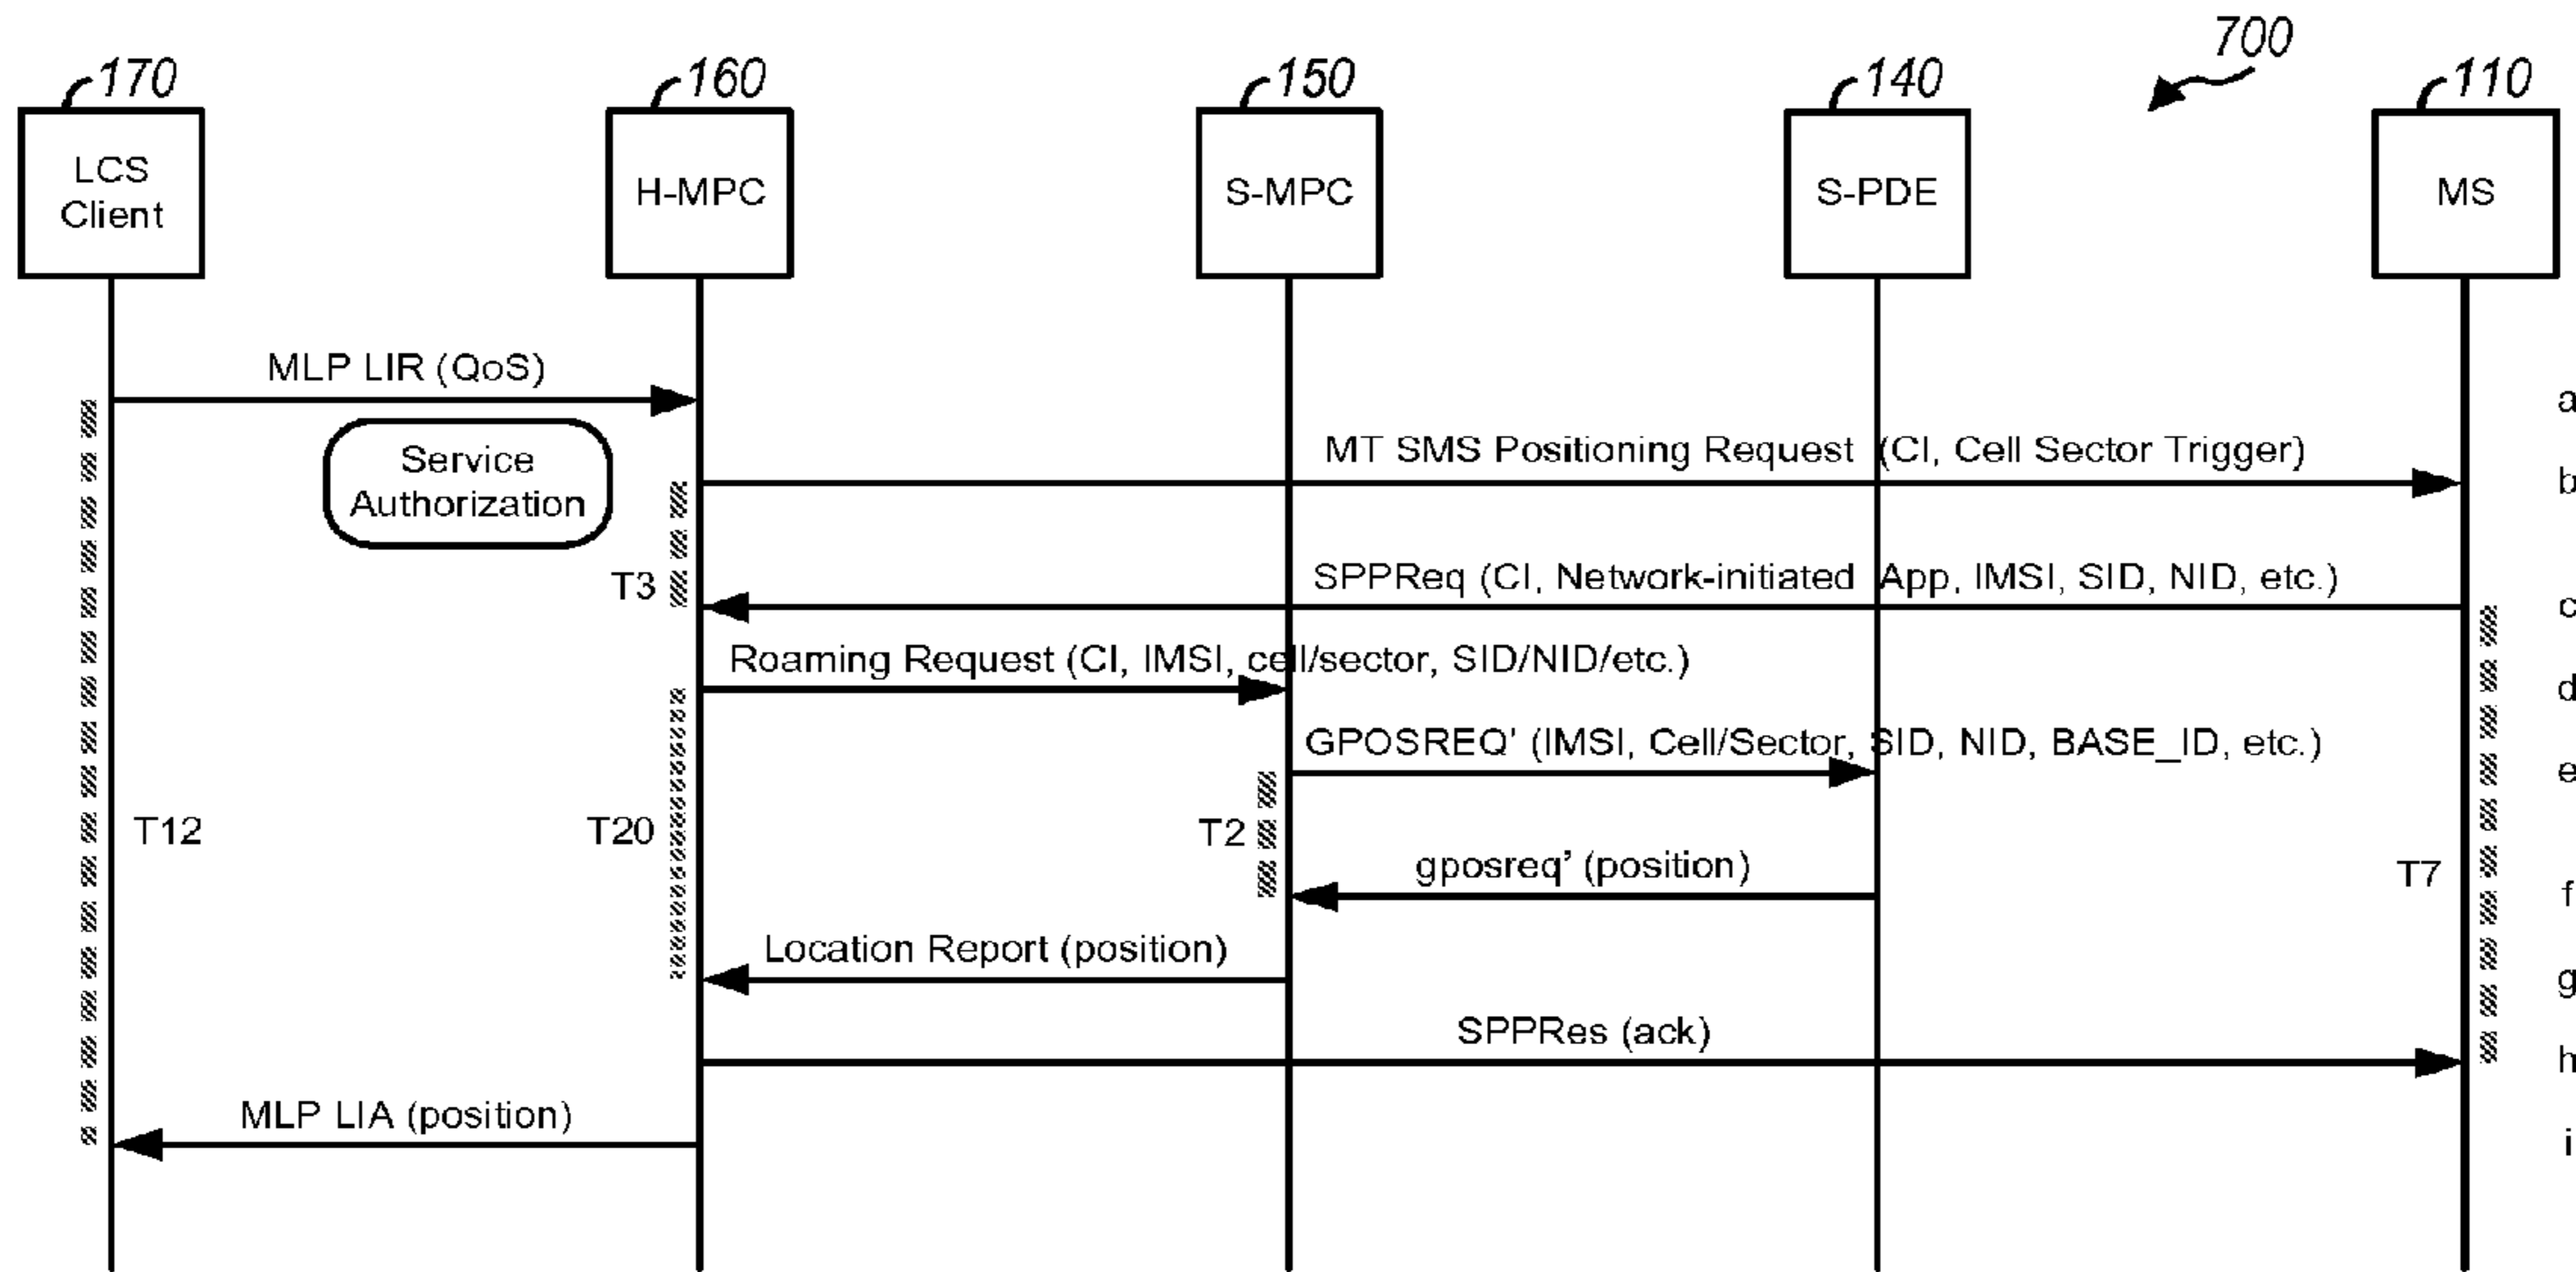 700
170
160
150
140
110
LCS
Client
H-MPC
S-MPC
S-PDE
MS
MLP LIR (QoS)
a
Service
Authorization
MT SMS Positioning Request (CI, Cell Sector Trigger)
b
T3
SPPReq (CI, Network-initiated App, IMSI, SID, NID, etc.)
c
Roaming Request (CI, IMSI, cell/sector, SID/NID/etc.)
d
GPOSREQ' (IMSI, Cell/Sector, SID, NID, BASE_ID, etc.)
e
T12
T20
T2
gposreq' (position)
T7
f
Location Report (position)
g
SPPRes (ack)
h
MLP LIA (position)
i